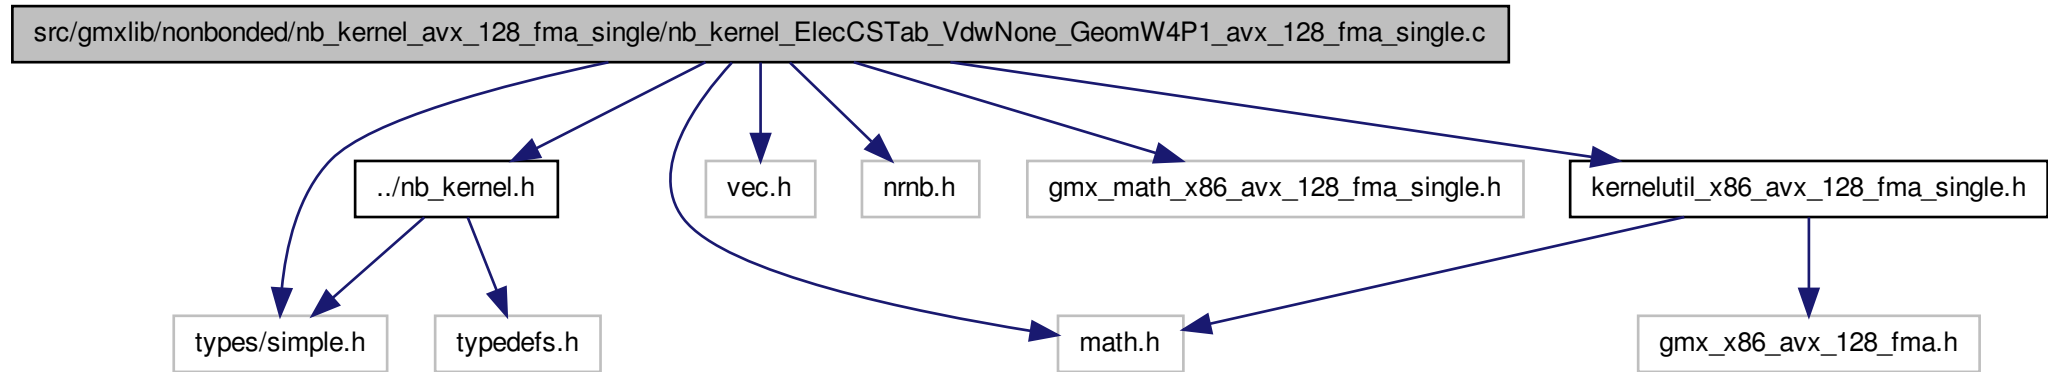 src/gmxlib/nonbonded/nb_kernel_avx_128_fma_single/nb_kernel_ElecCSTab_VdwNone_GeomW4P1_avx_128_fma_single.c
../nb_kernel.h
vec.h
nrnb.h
gmx_math_x86_avx_128_fma_single.h
kernelutil_x86_avx_128_fma_single.h
types/simple.h
typedefs.h
math.h
gmx_x86_avx_128_fma.h